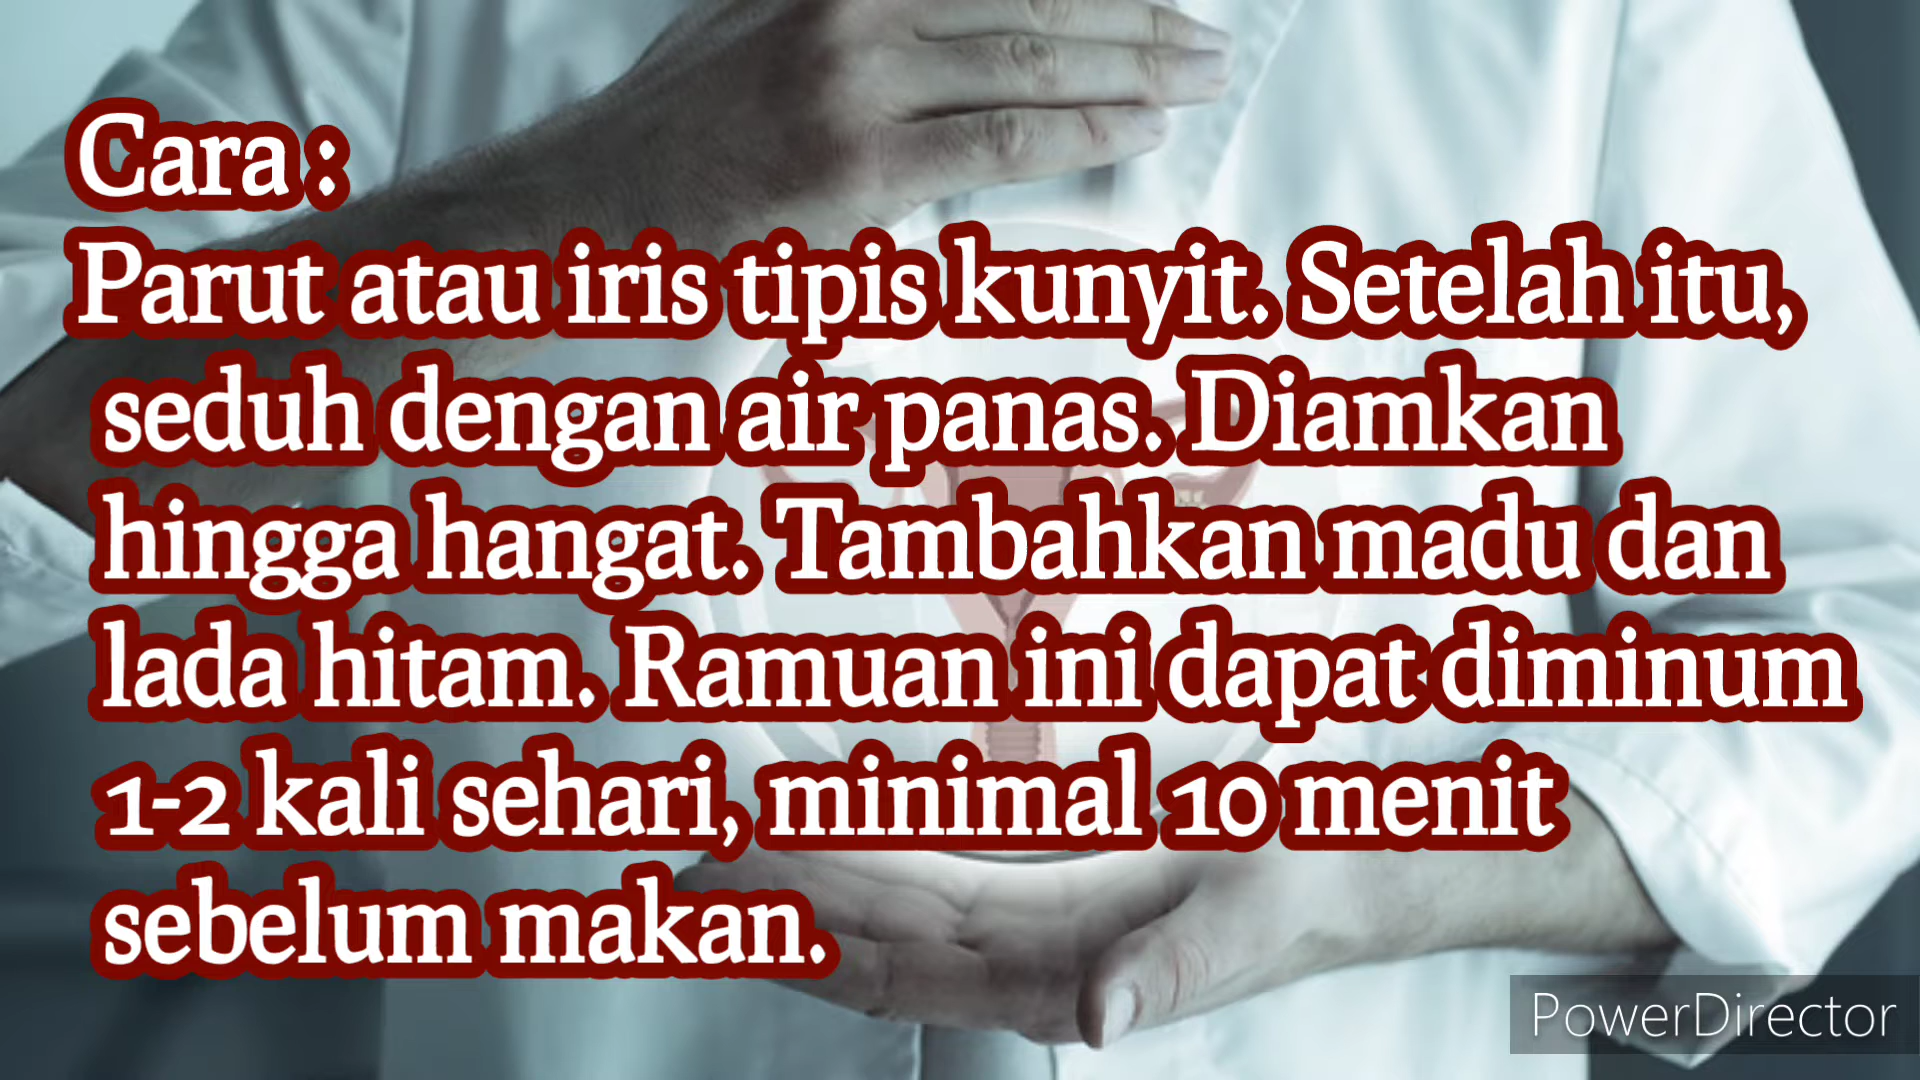 Cara :
Parut atau iris tipis kunyit. Setelah itu,
seduh dengan air panas. Diamkan
hingga hangat. Tambahkan madu dan
lada hitam. Ramuan ini dapat diminum
1-2 kali sehari, minimal 10 menit
sebelum makan.
PowerDirector